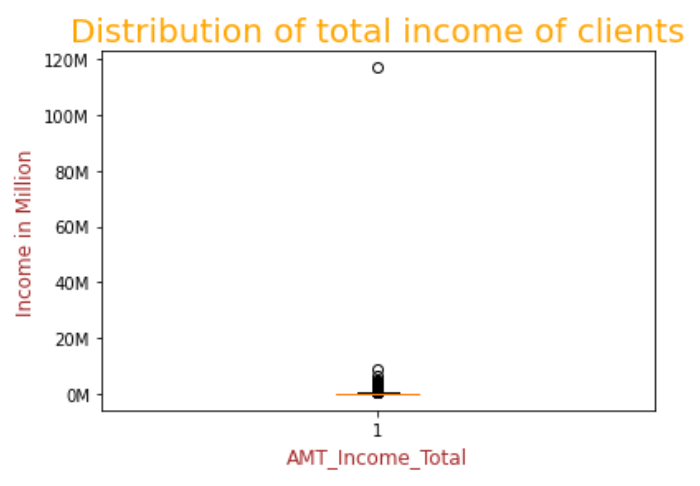 Distribution of total income of clients
120M
100M
80M
60M
40M
20M
0M
Income in Million
1
AMT_Income_Total